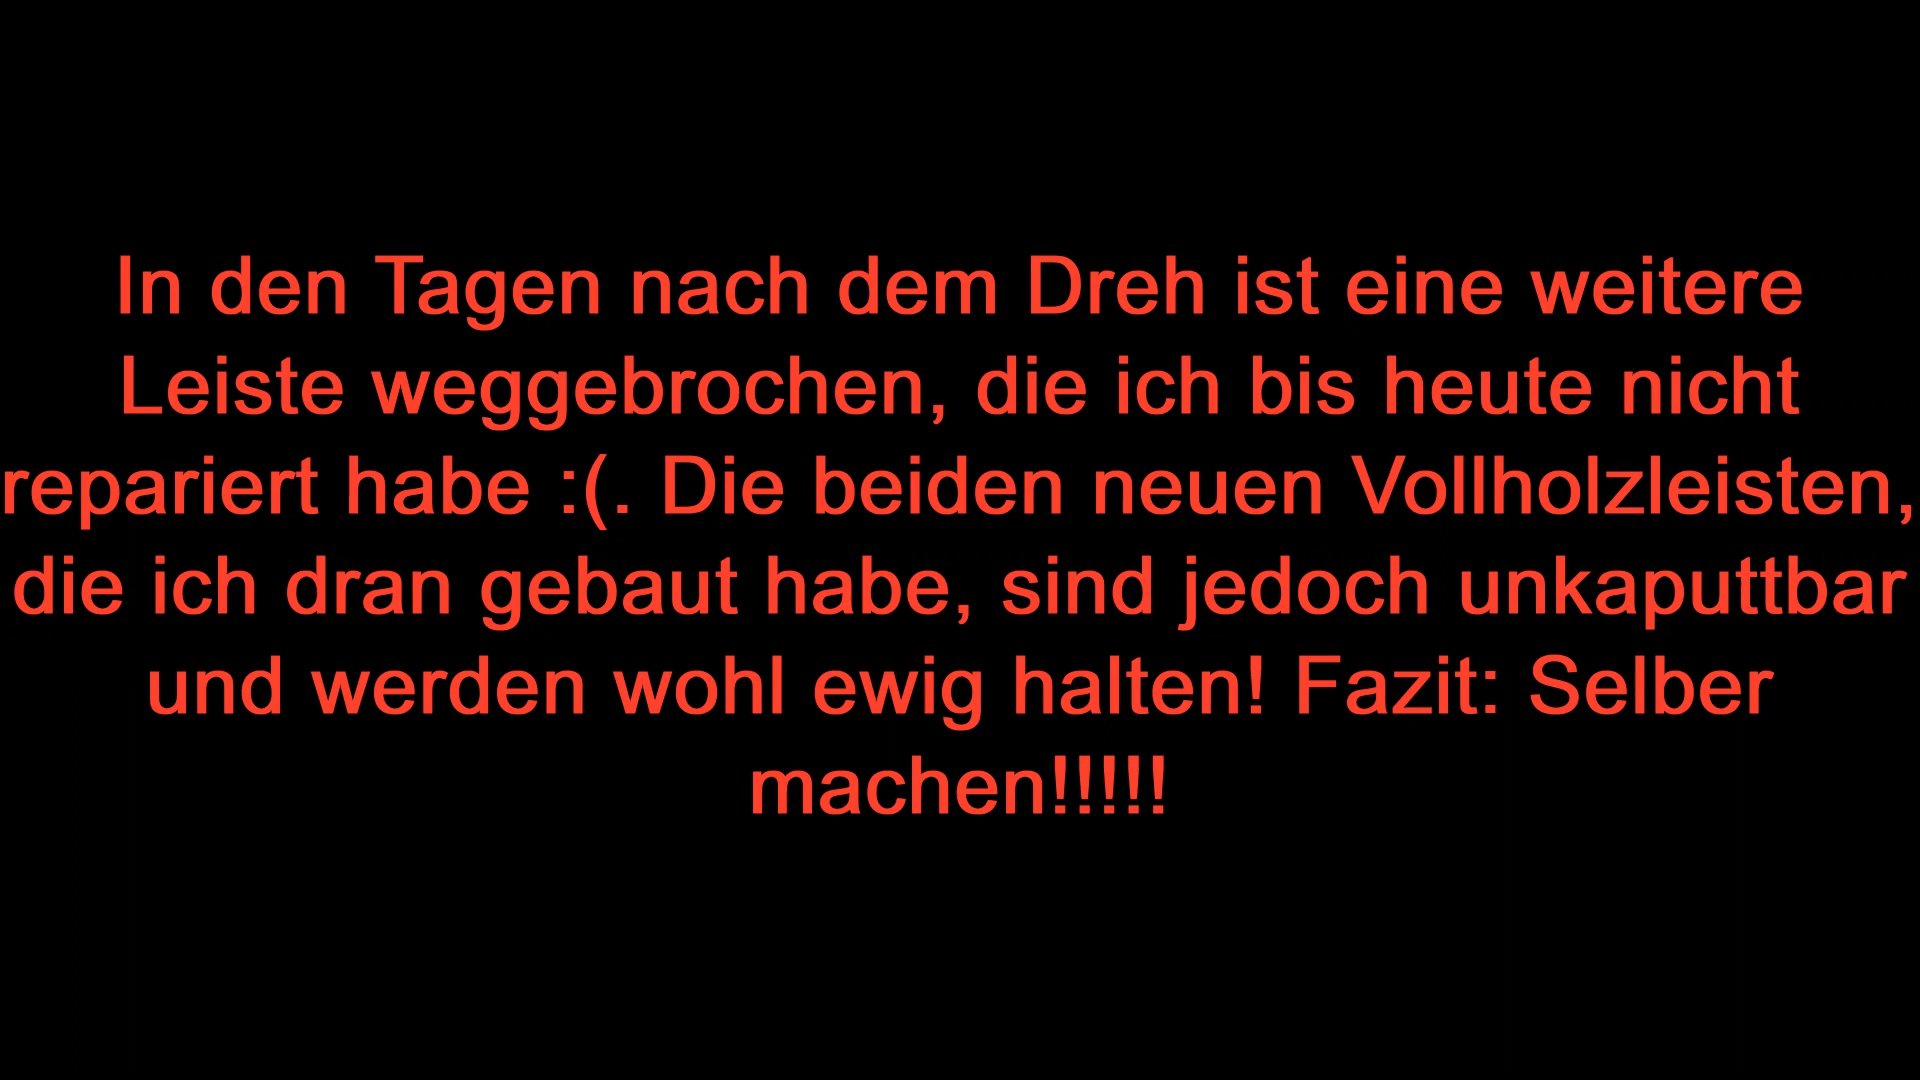 In den Tagen nach dem Dreh ist eine weitere
Leiste weggebrochen, die ich bis heute nicht
repariert habe :(. Die beiden neuen Vollholzleisten,
die ich dran gebaut habe, sind jedoch unkaputtbar
und werden wohl ewig halten! Fazit: Selber
machen!!!!!